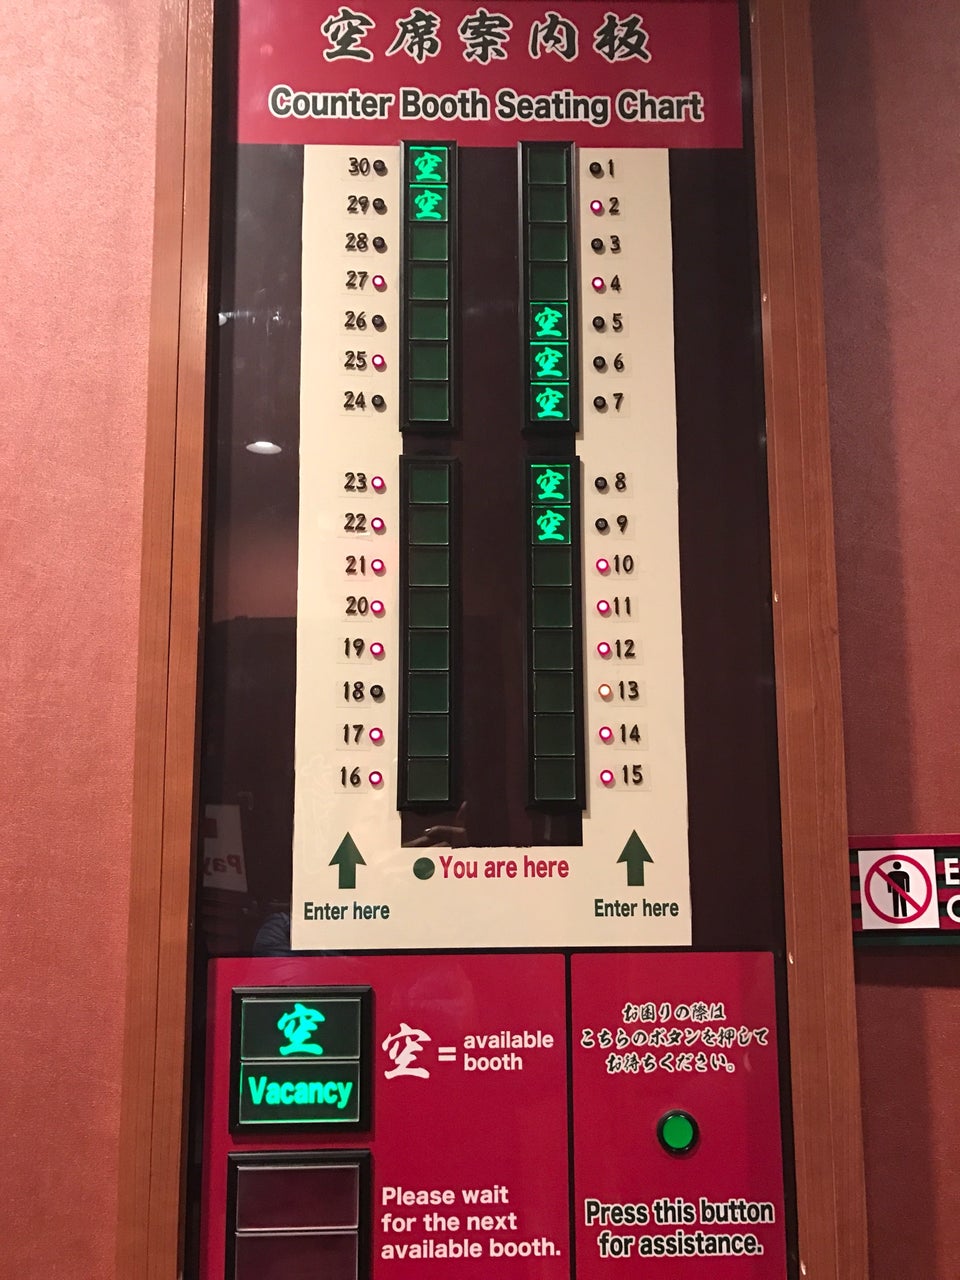 空席案内板
Counter Booth Seating Chart
30 空 1
29 空 2
28 3
27 4
26 空 5
25 空 6
24 空 7
23 空 8
22 空 9
21 10
20 11
19 12
18 13
17 14
16 15
You are here
Enter here
Enter here
空
Vacancy
空 = available
booth
Please wait
for the next
available booth.
お困りの際は
こちらのボタンを押して
お待ちください。
Press this button
for assistance.